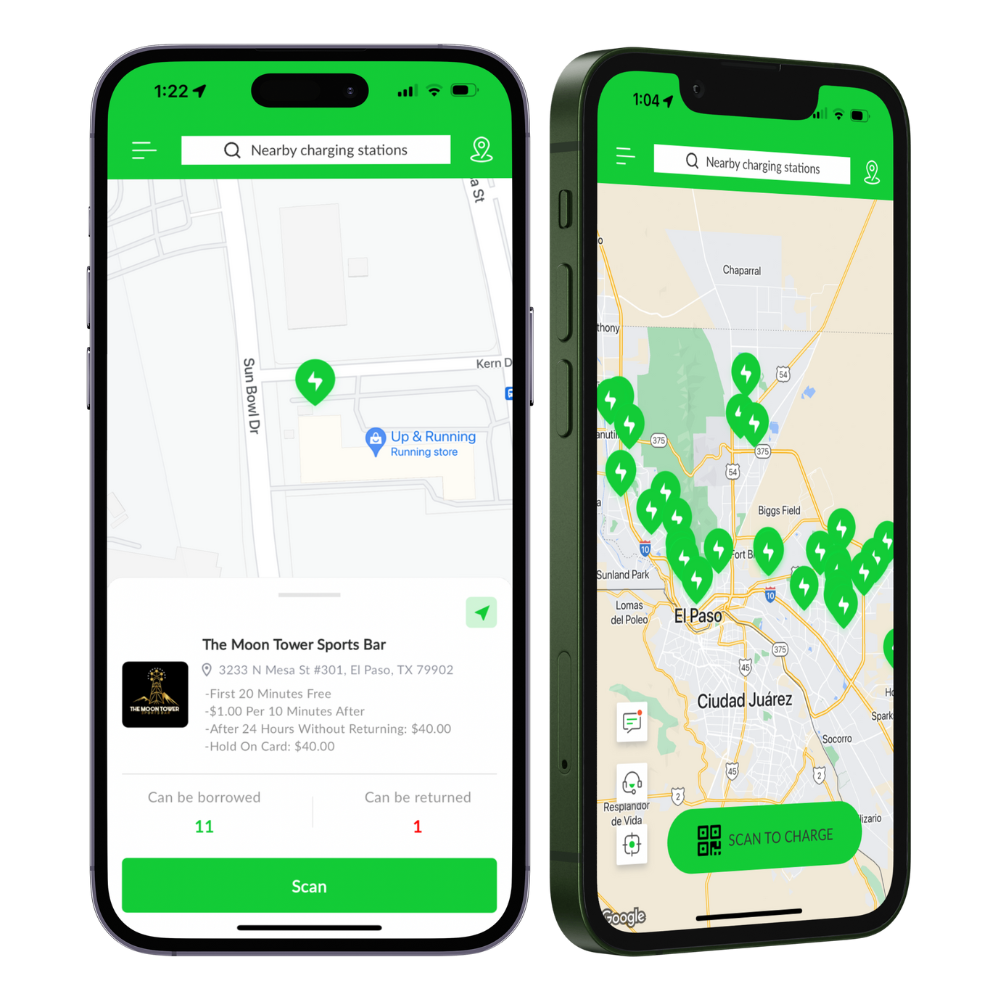 1:22
Nearby charging stations
a St
Sun Bowl Dr
Kern D
Up & Running
Running store
The Moon Tower Sports Bar
3233 N Mesa St #301, El Paso, TX 79902
THE MOON TOWER
-First 20 Minutes Free
-$1.00 Per 10 Minutes After
-After 24 Hours Without Returning: $40.00
-Hold On Card: $40.00
Can be borrowed
Can be returned
11
1
Scan
1:04
Nearby charging stations
o
Chaparral
thony
54
375
anuti
375
54
a
Biggs Field
10
Fort B
Sunland Park
10
Lomas
del Poleo
El Paso
375
45
Ciudad Juárez
Ho
Spark
Socorro
45
2
2
Resplandor
de Vida
lizario
SCAN TO CHARGE
Google